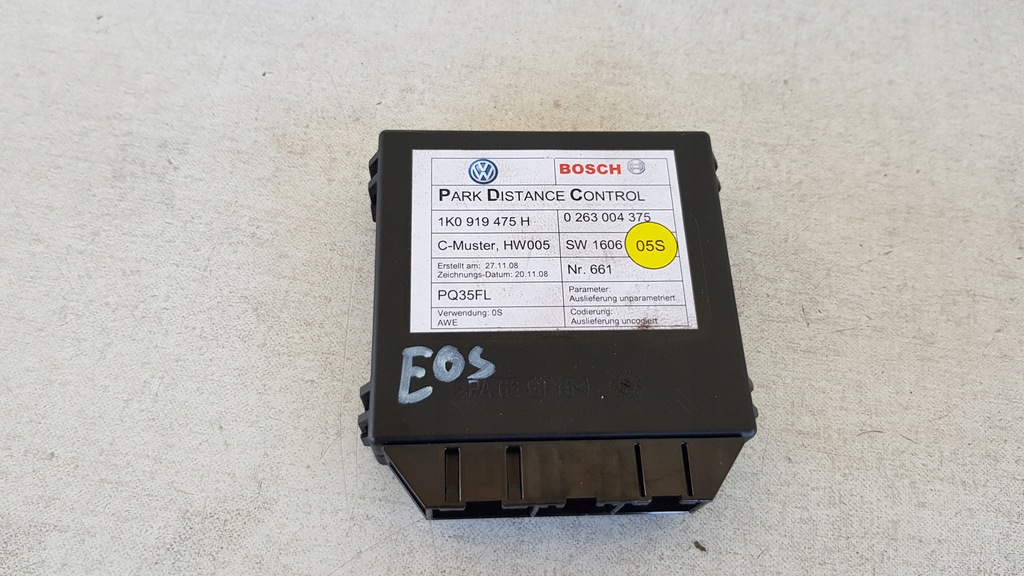 VW
BOSCH
PARK DISTANCE CONTROL
1K0 919 475 H
0 263 004 375
C-Muster, HW005
SW 1606
05S
Erstellt am: 27.11.08
Zeichnungs-Datum: 20.11.08
Nr. 661
PQ35FL
Parameter:
Auslieferung unparametriert
Verwendung: 0S
AWE
Codierung:
Auslieferung uncodiert
EOS